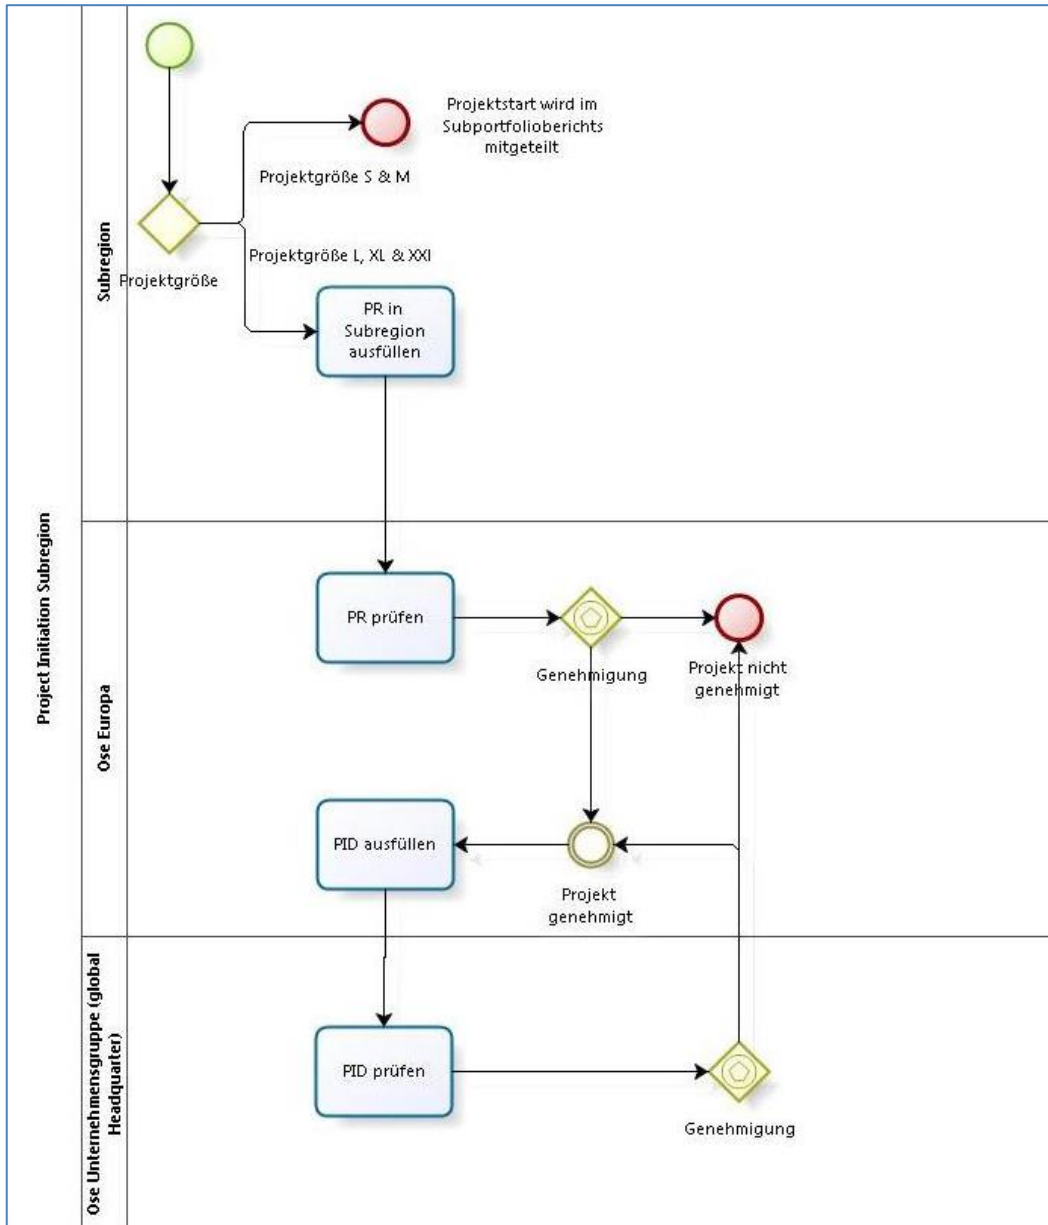 Project Initiation Subregion
Subregion
Projektstart wird im
Subportfolioberichts
mitgeteilt
Projektgröße S & M
Projektgröße L, XL & XXl
Projektgröße
PR in
Subregion
ausfüllen
Ose Europa
PR prüfen
Genehmigung
Projekt nicht
genehmigt
PID ausfüllen
Projekt
genehmigt
Ose Unternehmensgruppe (global
Headquarter)
PID prüfen
Genehmigung